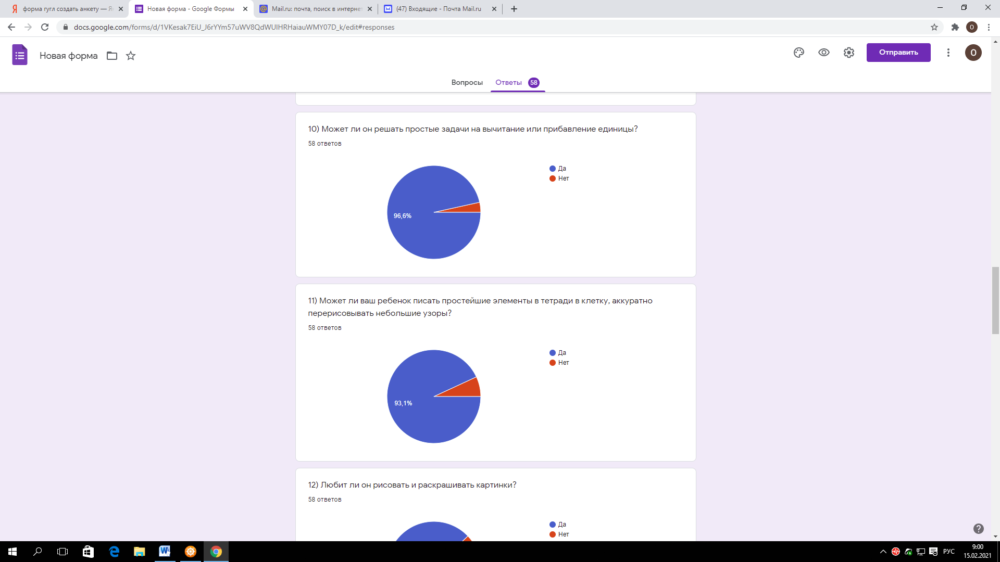 форма гугл создать анкету — Ян
Новая форма - Google Формы
Mail.ru: почта, поиск в интернет
(47) Входящие - Почта Mail.ru
docs.google.com/forms/d/1VKesak7EiU_J6rYYm57uWV8QdWUIHRHaiauWMY07D_k/edit#responses
О
Новая форма
Отправить
О
Вопросы
Ответы 58
10) Может ли он решать простые задачи на вычитание или прибавление единицы?
58 ответов
Да
Нет
96,6%
11) Может ли ваш ребенок писать простейшие элементы в тетради в клетку, аккуратно
перерисовывать небольшие узоры?
58 ответов
Да
Нет
93,1%
12) Любит ли он рисовать и раскрашивать картинки?
58 ответов
Да
Нет
РУС
9:00
15.02.2021